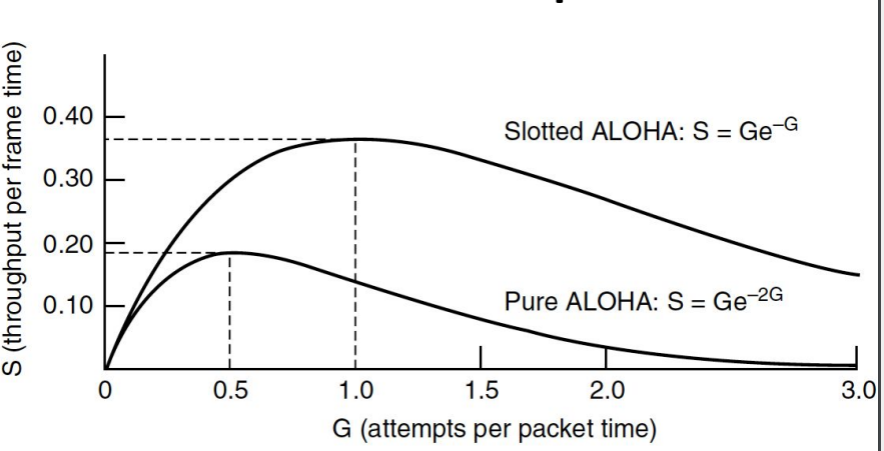 S (throughput per frame time)
0.40
0.30
0.20
0.10
Slotted ALOHA: S = Ge⁻ᴳ
Pure ALOHA: S = Ge⁻²ᴳ
0 0.5 1.0 1.5 2.0 3.0
G (attempts per packet time)